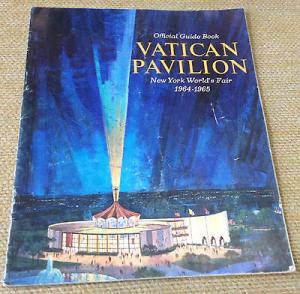 Official Guide Book
VATICAN
PAVILION
New York World's Fair
1964-1965